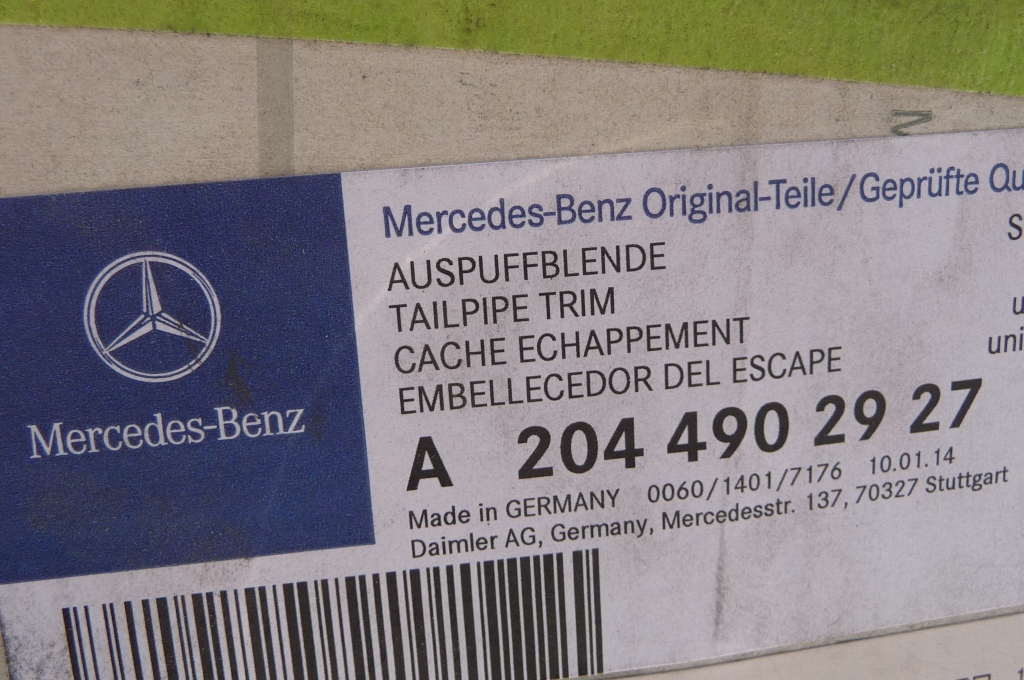 Mercedes-Benz Original-Teile/Geprüfte
AUSPUFFBLENDE
TAILPIPE TRIM
CACHE ECHAPPEMENT
EMBELLECEDOR DEL ESCAPE
A 204 490 29 27
Made in GERMANY 0060/1401/7176 10.01.14
Daimler AG, Germany, Mercedesstr. 137, 70327 Stuttgart
Mercedes-Benz